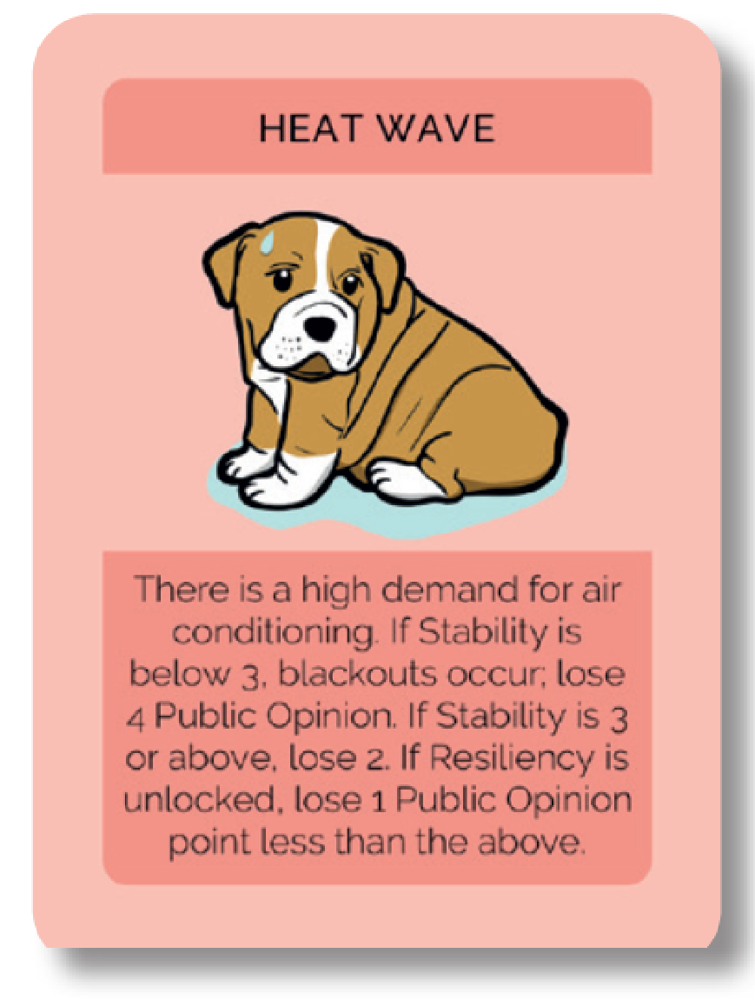 HEAT WAVE
There is a high demand for air
conditioning. If Stability is
below 3, blackouts occur; lose
4 Public Opinion. If Stability is 3
or above, lose 2. If Resiliency is
unlocked, lose 1 Public Opinion
point less than the above.